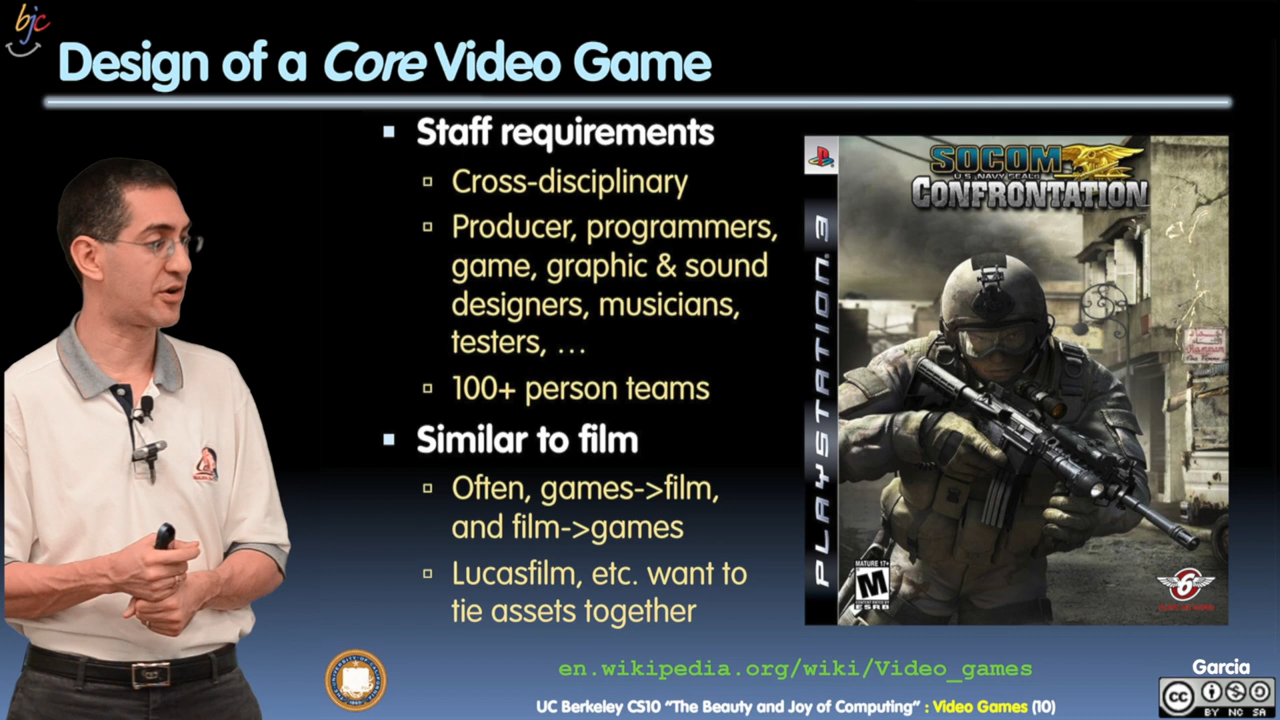 bjc
Design of a Core Video Game
Staff requirements
Cross-disciplinary
Producer, programmers,
game, graphic & sound
designers, musicians,
testers, …
100+ person teams
Similar to film
Often, games->film,
and film->games
Lucasfilm, etc. want to
tie assets together
PLAYSTATION 3
SOCOM
U.S. NAVY SEALs
CONFRONTATION
MATURE 17+
M
ESRB
6
en.wikipedia.org/wiki/Video_games
UC Berkeley CS10 “The Beauty and Joy of Computing” : Video Games (10)
Garcia
cc
BY NC SA